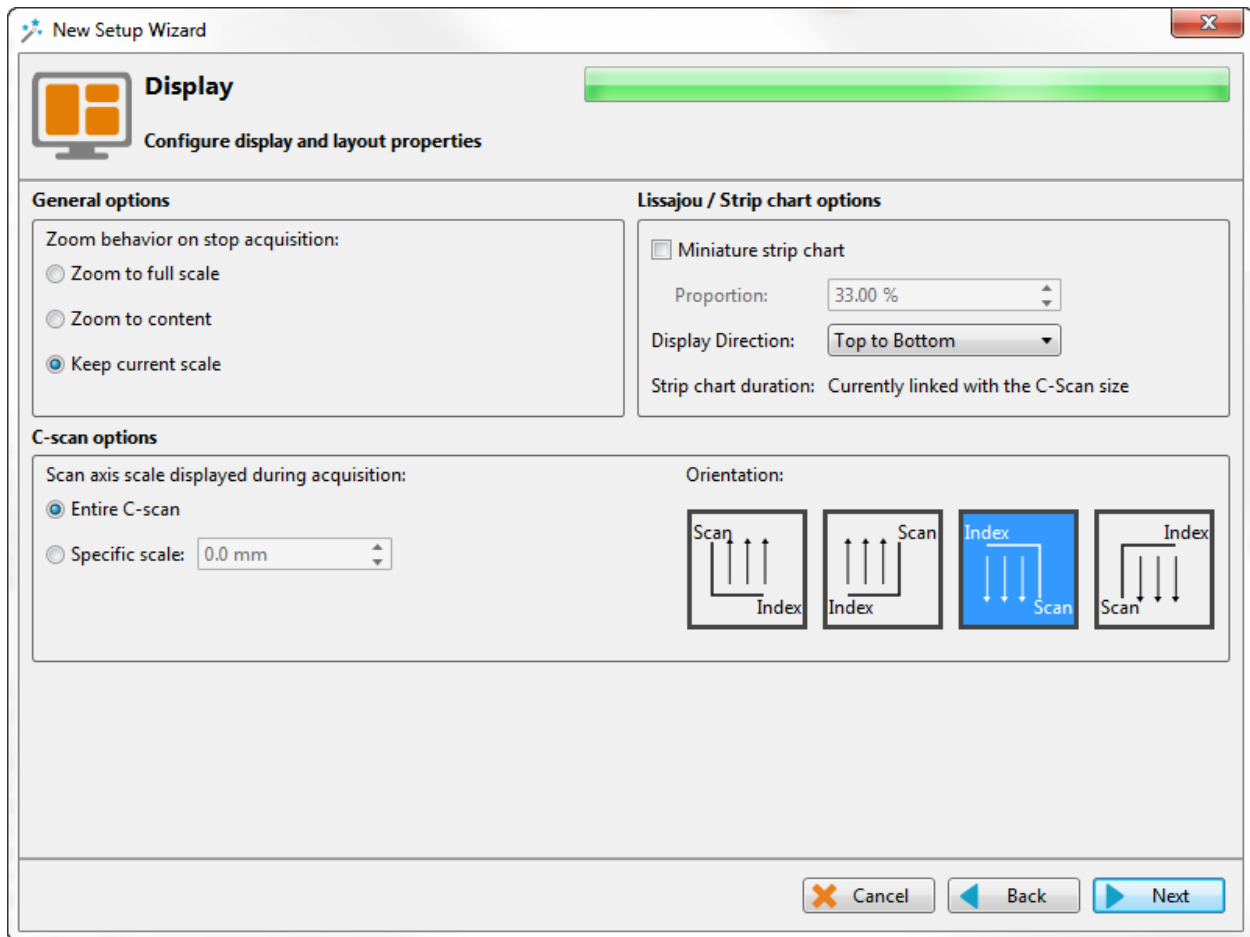 New Setup Wizard
Display
Configure display and layout properties
General options
Zoom behavior on stop acquisition:
Zoom to full scale
Zoom to content
Keep current scale
Lissajou / Strip chart options
Miniature strip chart
Proportion: 33.00 %
Display Direction: Top to Bottom
Strip chart duration: Currently linked with the C-Scan size
C-scan options
Scan axis scale displayed during acquisition:
Entire C-scan
Specific scale: 0.0 mm
Orientation:
Scan
Index
Scan
Index
Index
Scan
Index
Scan
Cancel Back Next